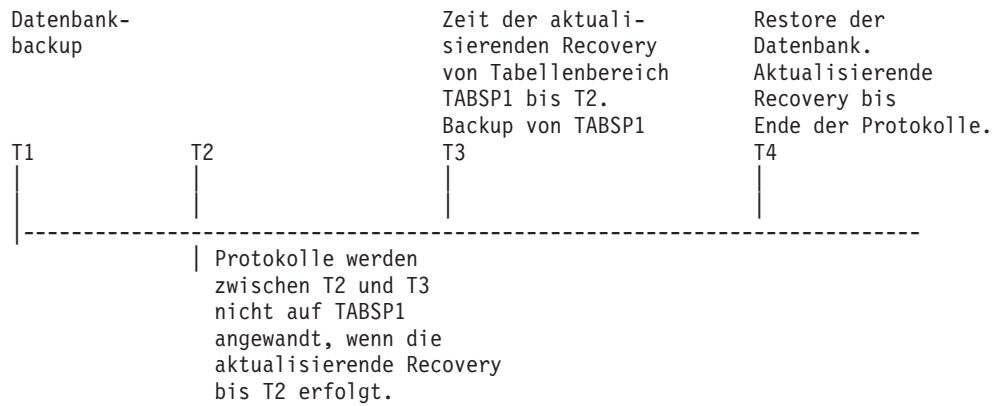 Datenbank-
backup
Zeit der aktuali-
sierenden Recovery
von Tabellenbereich
TABSP1 bis T2.
Backup von TABSP1
Restore der
Datenbank.
Aktualisierende
Recovery bis
Ende der Protokolle.
T1
T2
T3
T4
Protokolle werden
zwischen T2 und T3
nicht auf TABSP1
angewandt, wenn die
aktualisierende Recovery
bis T2 erfolgt.